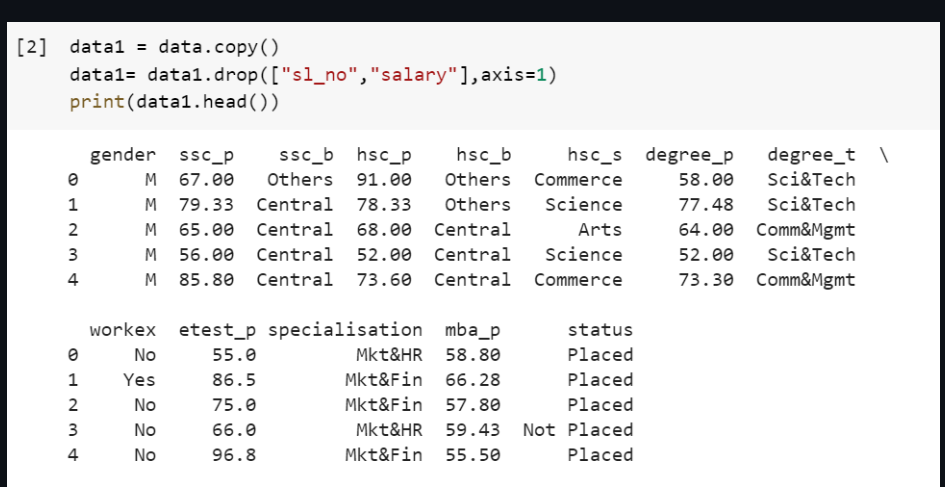 [2] data1 = data.copy()
data1= data1.drop(["sl_no","salary"],axis=1)
print(data1.head())
gender ssc_p ssc_b hsc_p hsc_b hsc_s degree_p degree_t \
0 M 67.00 Others 91.00 Others Commerce 58.00 Sci&Tech
1 M 79.33 Central 78.33 Others Science 77.48 Sci&Tech
2 M 65.00 Central 68.00 Central Arts 64.00 Comm&Mgmt
3 M 56.00 Central 52.00 Central Science 52.00 Sci&Tech
4 M 85.80 Central 73.60 Central Commerce 73.30 Comm&Mgmt
workex etest_p specialisation mba_p status
0 No 55.0 Mkt&HR 58.80 Placed
1 Yes 86.5 Mkt&Fin 66.28 Placed
2 No 75.0 Mkt&Fin 57.80 Placed
3 No 66.0 Mkt&HR 59.43 Not Placed
4 No 96.8 Mkt&Fin 55.50 Placed